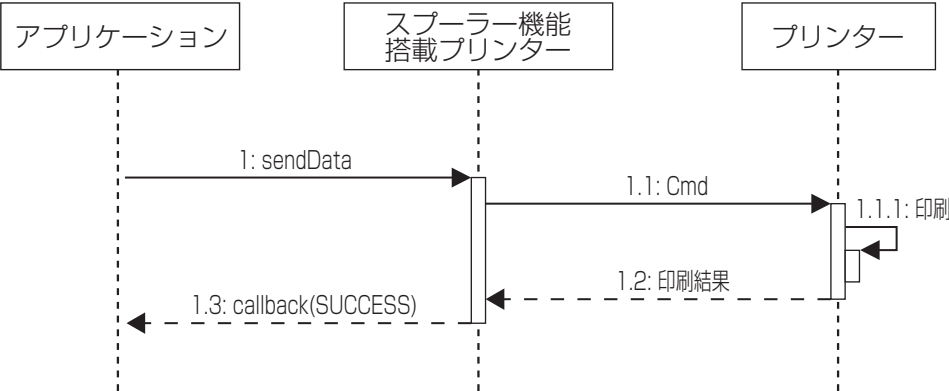 アプリケーション
スプーラー機能
搭載プリンター
プリンター
1: sendData
1.1: Cmd
1.1.1: 印刷
1.2: 印刷結果
1.3: callback(SUCCESS)